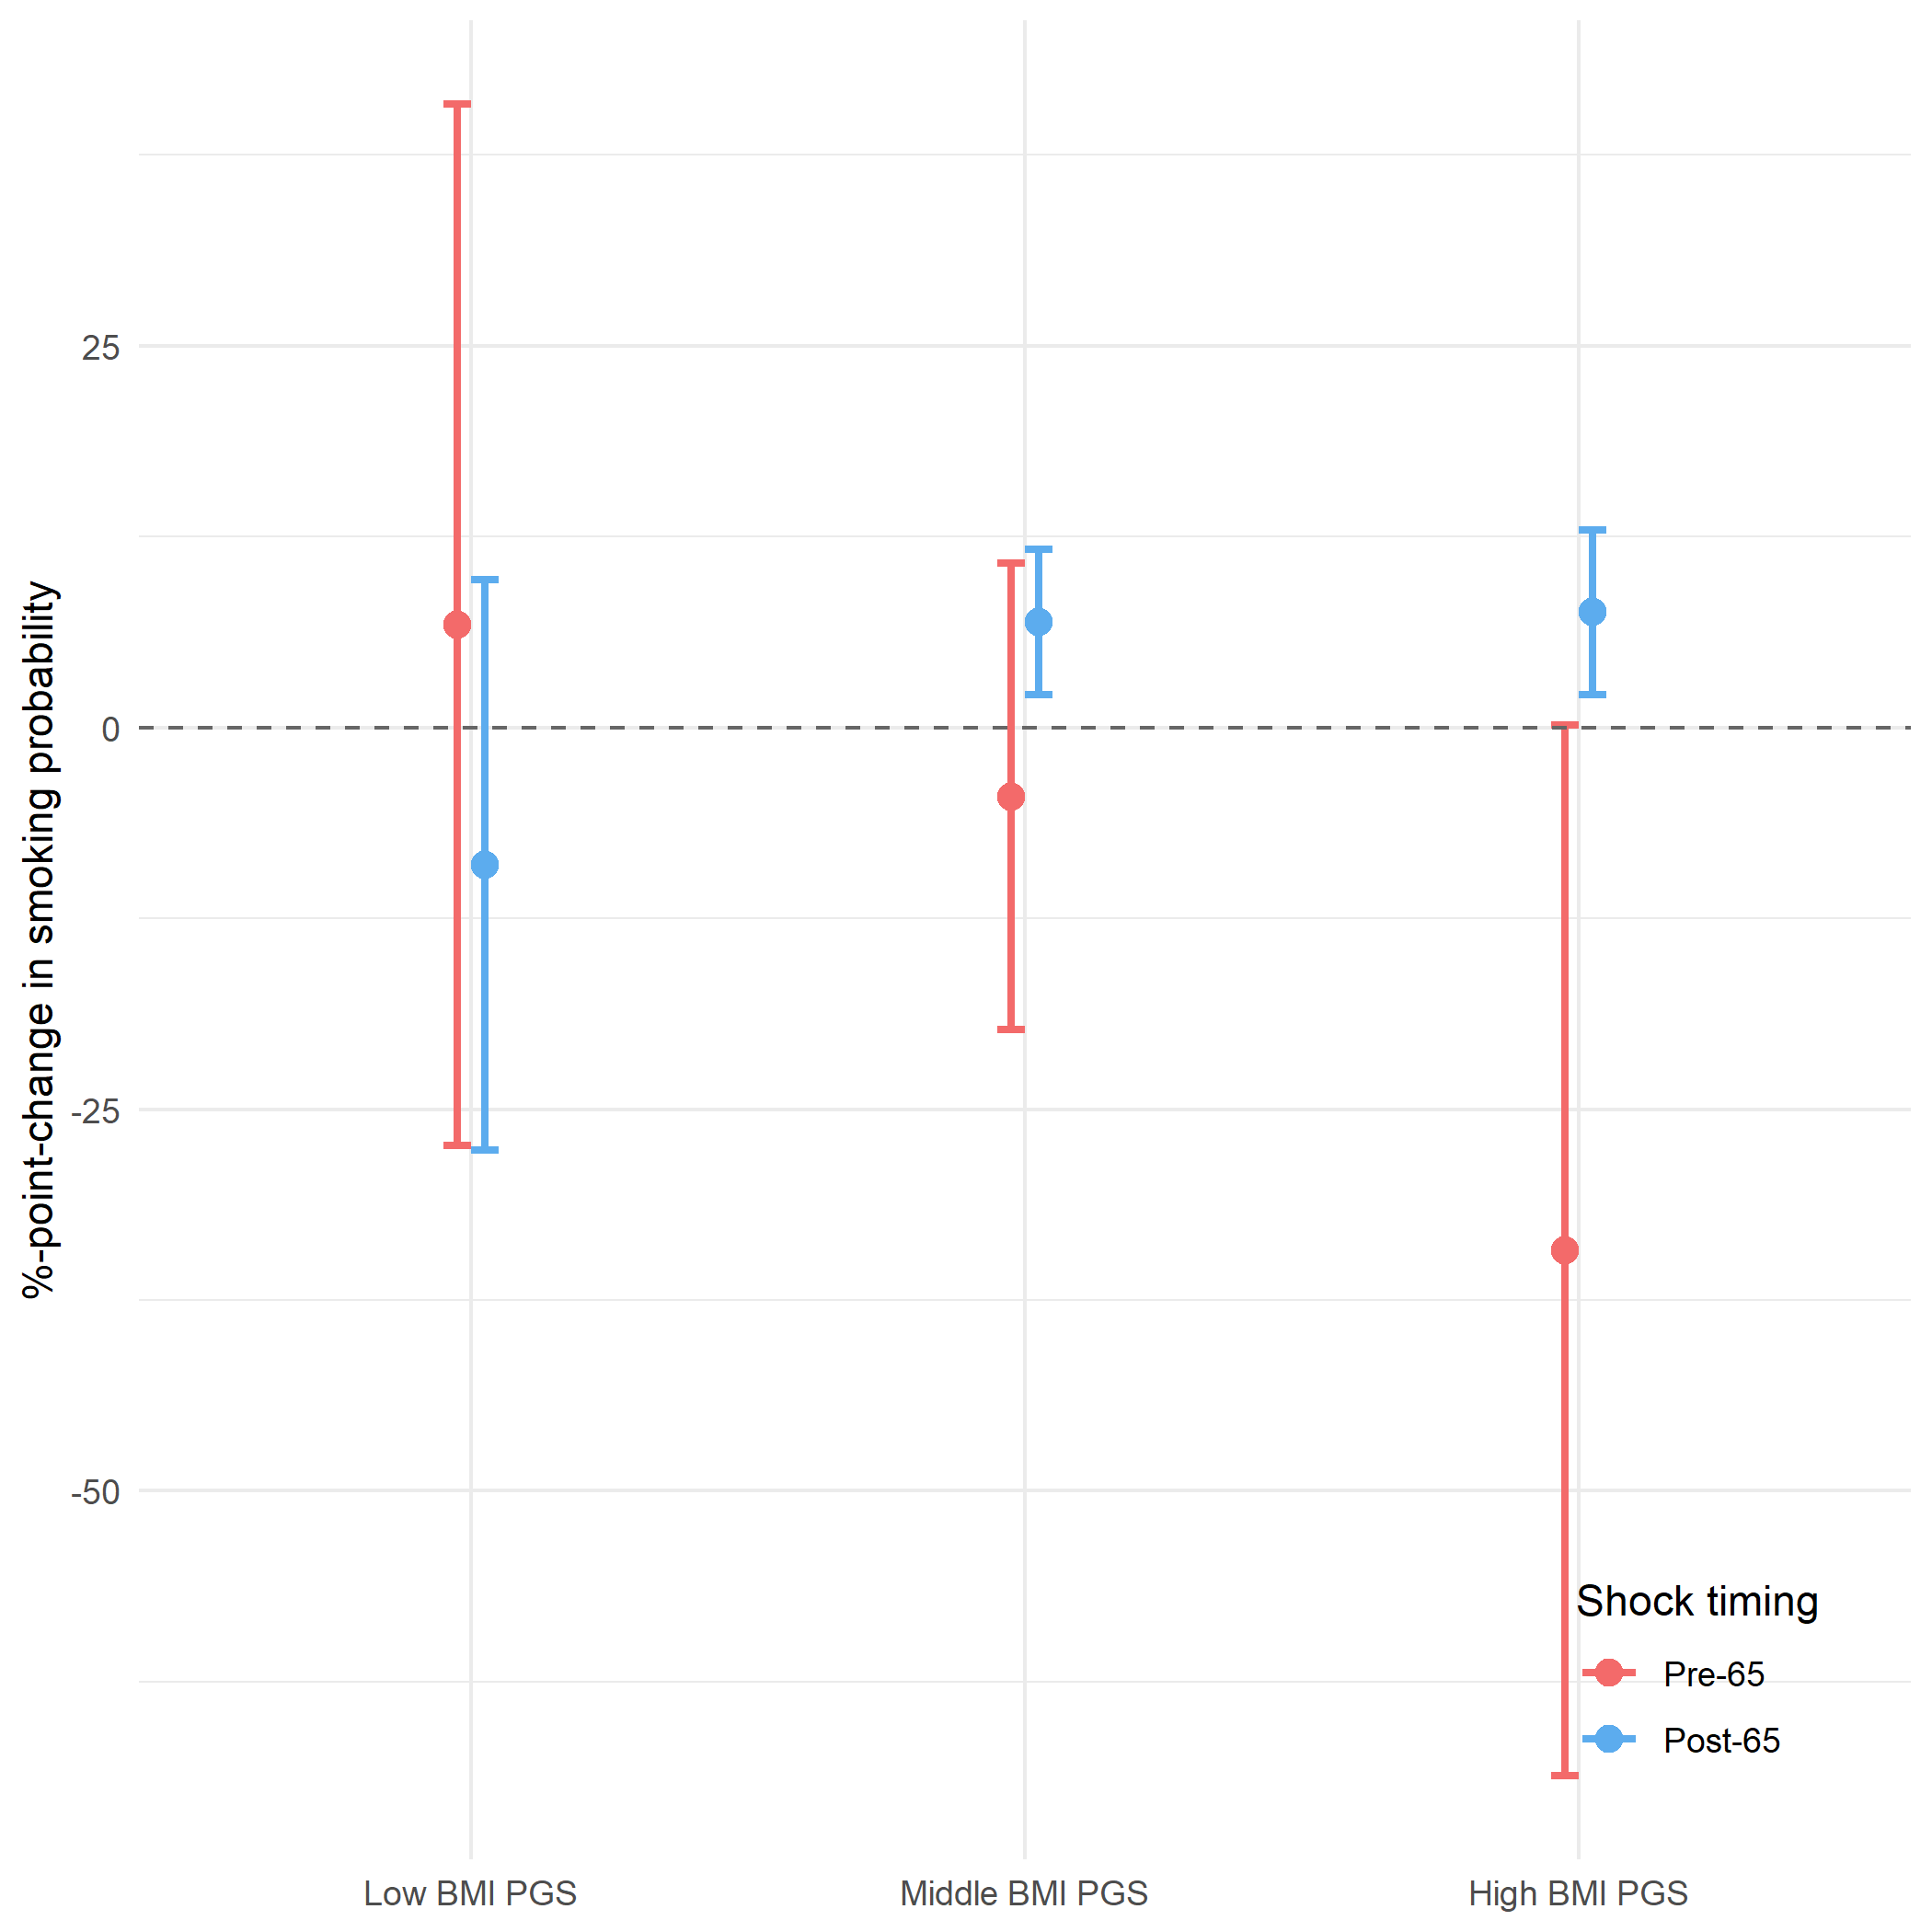 %-point-change in smoking probability
25
0
-25
-50
Low BMI PGS
Middle BMI PGS
High BMI PGS
Shock timing
Pre-65
Post-65